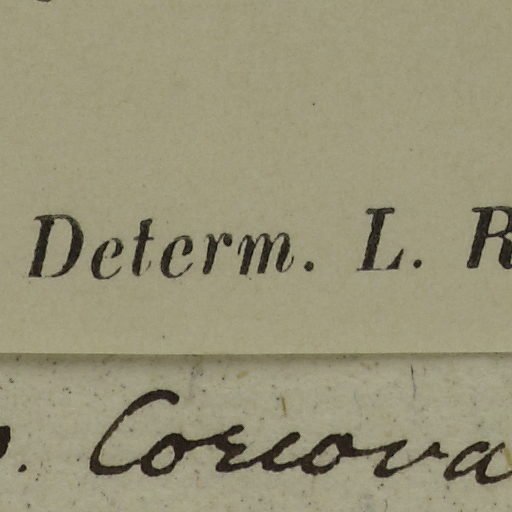 Determ. L. R
. Corcova